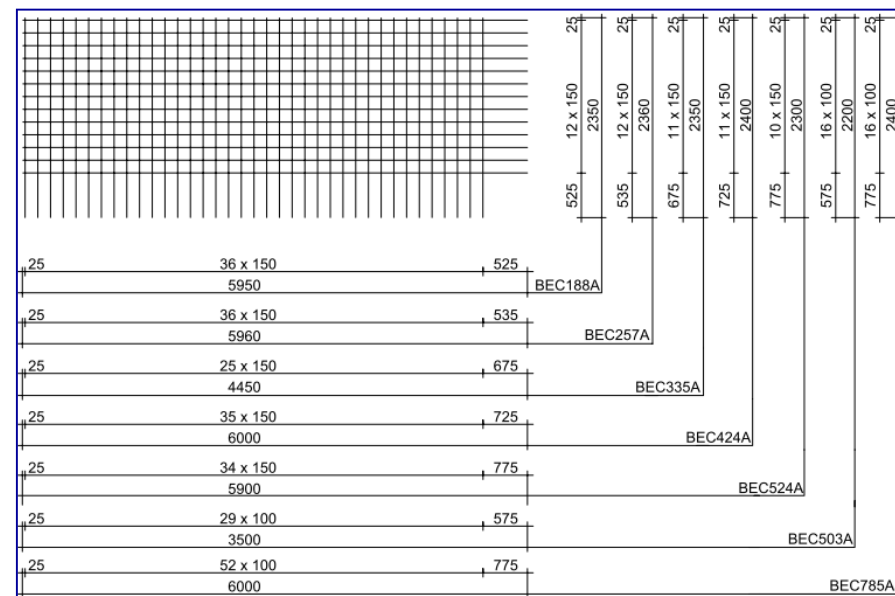 25 25 25 25 25 25 25
12 x 150 12 x 150 11 x 150 11 x 150 10 x 150 16 x 100 16 x 100
2350 2360 2350 2400 2300 2200 2400
525 535 675 725 775 575 775
25 36 x 150 525
5950 BEC188A
25 36 x 150 535
5960 BEC257A
25 25 x 150 675
4450 BEC335A
25 35 x 150 725
6000 BEC424A
25 34 x 150 775
5900 BEC524A
25 29 x 100 575
3500 BEC503A
25 52 x 100 775
6000 BEC785A